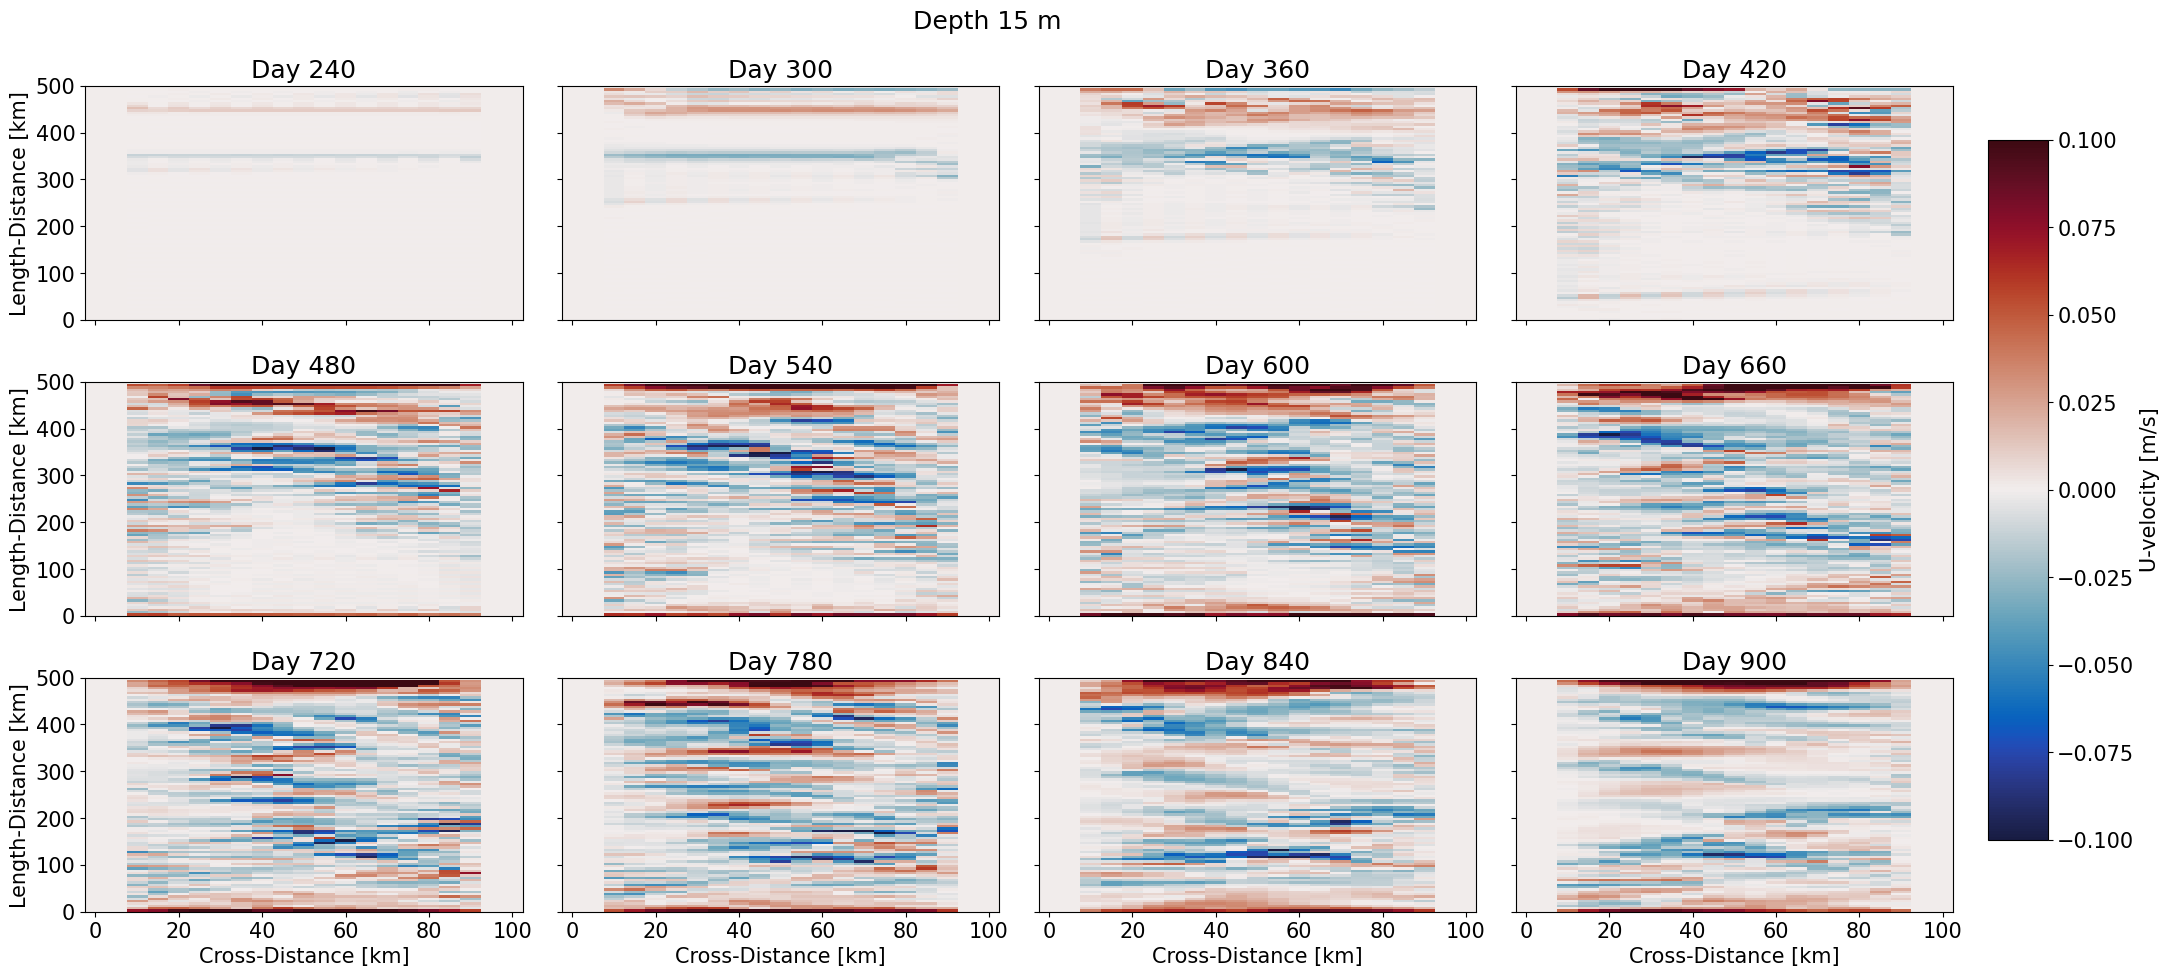 Depth 15 m
Day 240 Day 300 Day 360 Day 420
500
400
300
200
100
0
Length-Distance [km]
Day 480 Day 540 Day 600 Day 660
500
400
300
200
100
0
Length-Distance [km]
Day 720 Day 780 Day 840 Day 900
500
400
300
200
100
0
Length-Distance [km]
0 20 40 60 80 100 0 20 40 60 80 100 0 20 40 60 80 100 0 20 40 60 80 100
Cross-Distance [km] Cross-Distance [km] Cross-Distance [km] Cross-Distance [km]
0.100
0.075
0.050
0.025
0.000
−0.025
−0.050
−0.075
−0.100
U-velocity [m/s]